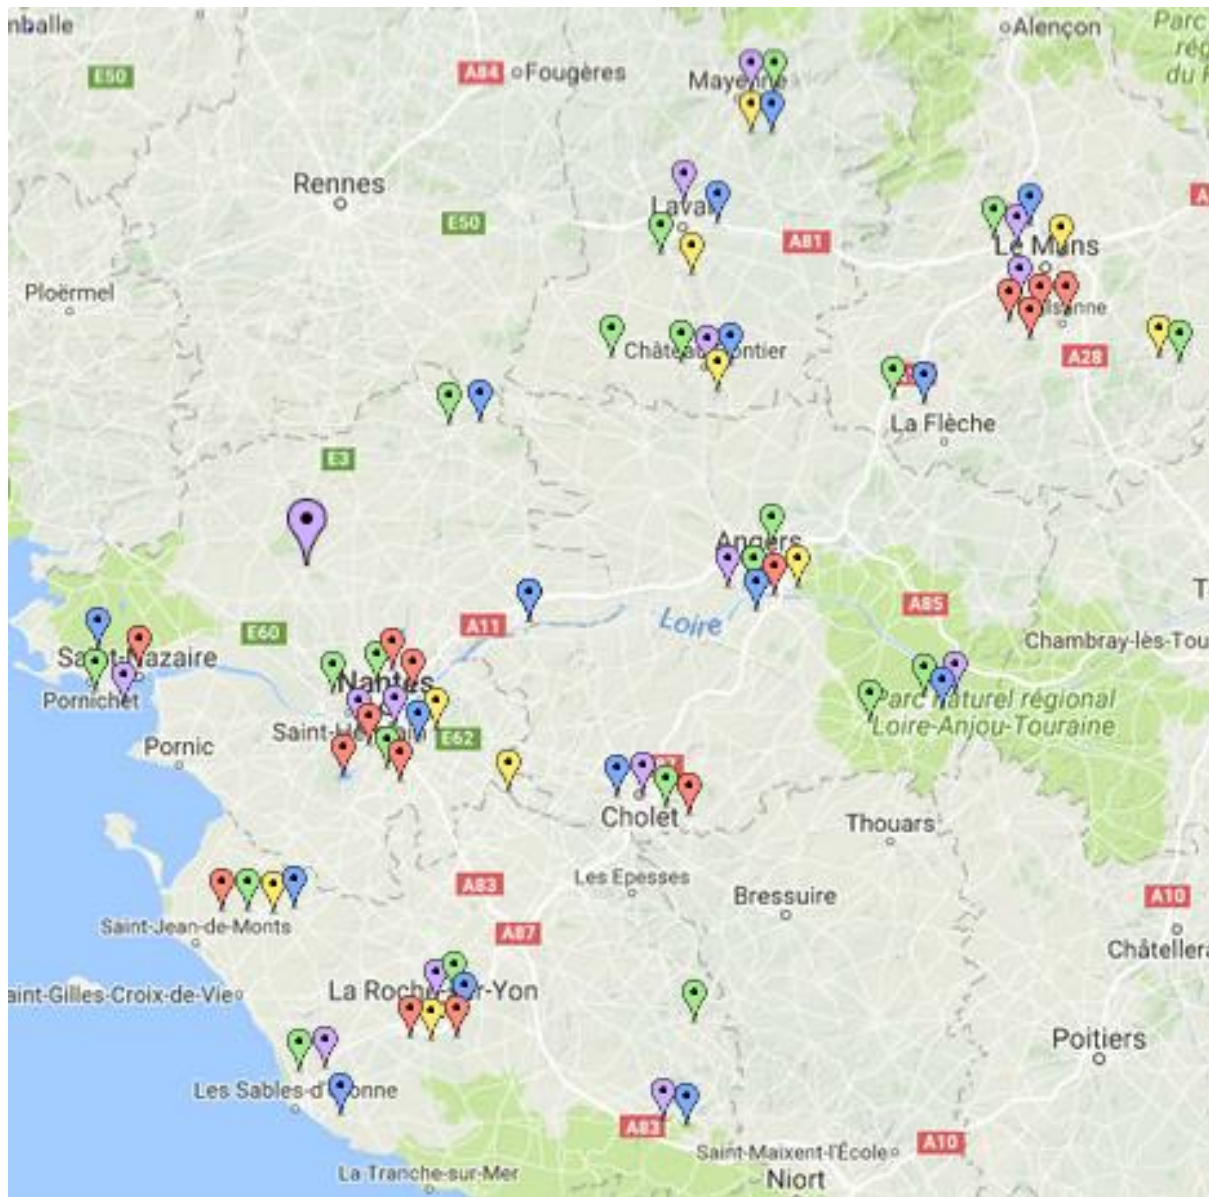 Alençon
Parc
rég
du
E50
A84
Fougères
Mayenne
Rennes
E50
Laval
A81
Le Mans
Ploërmel
A28
La Flèche
E3
Angers
A85
Loire
E60
A11
Chambray-lès-Tou
Saint-Nazaire
Pornichet
Nantes
Parc naturel régional
Loire-Anjou-Touraine
E62
Pornic
Cholet
Thouars
Les Epesses
A83
Bressuire
A10
Saint-Jean-de-Monts
A87
Châtellera
aint-Gilles-Croix-de-Vie
La Roche-sur-Yon
Poitiers
Les Sables-d'Olonne
A83
Saint-Maixent-l'École
A10
La Tranche-sur-Mer
Niort